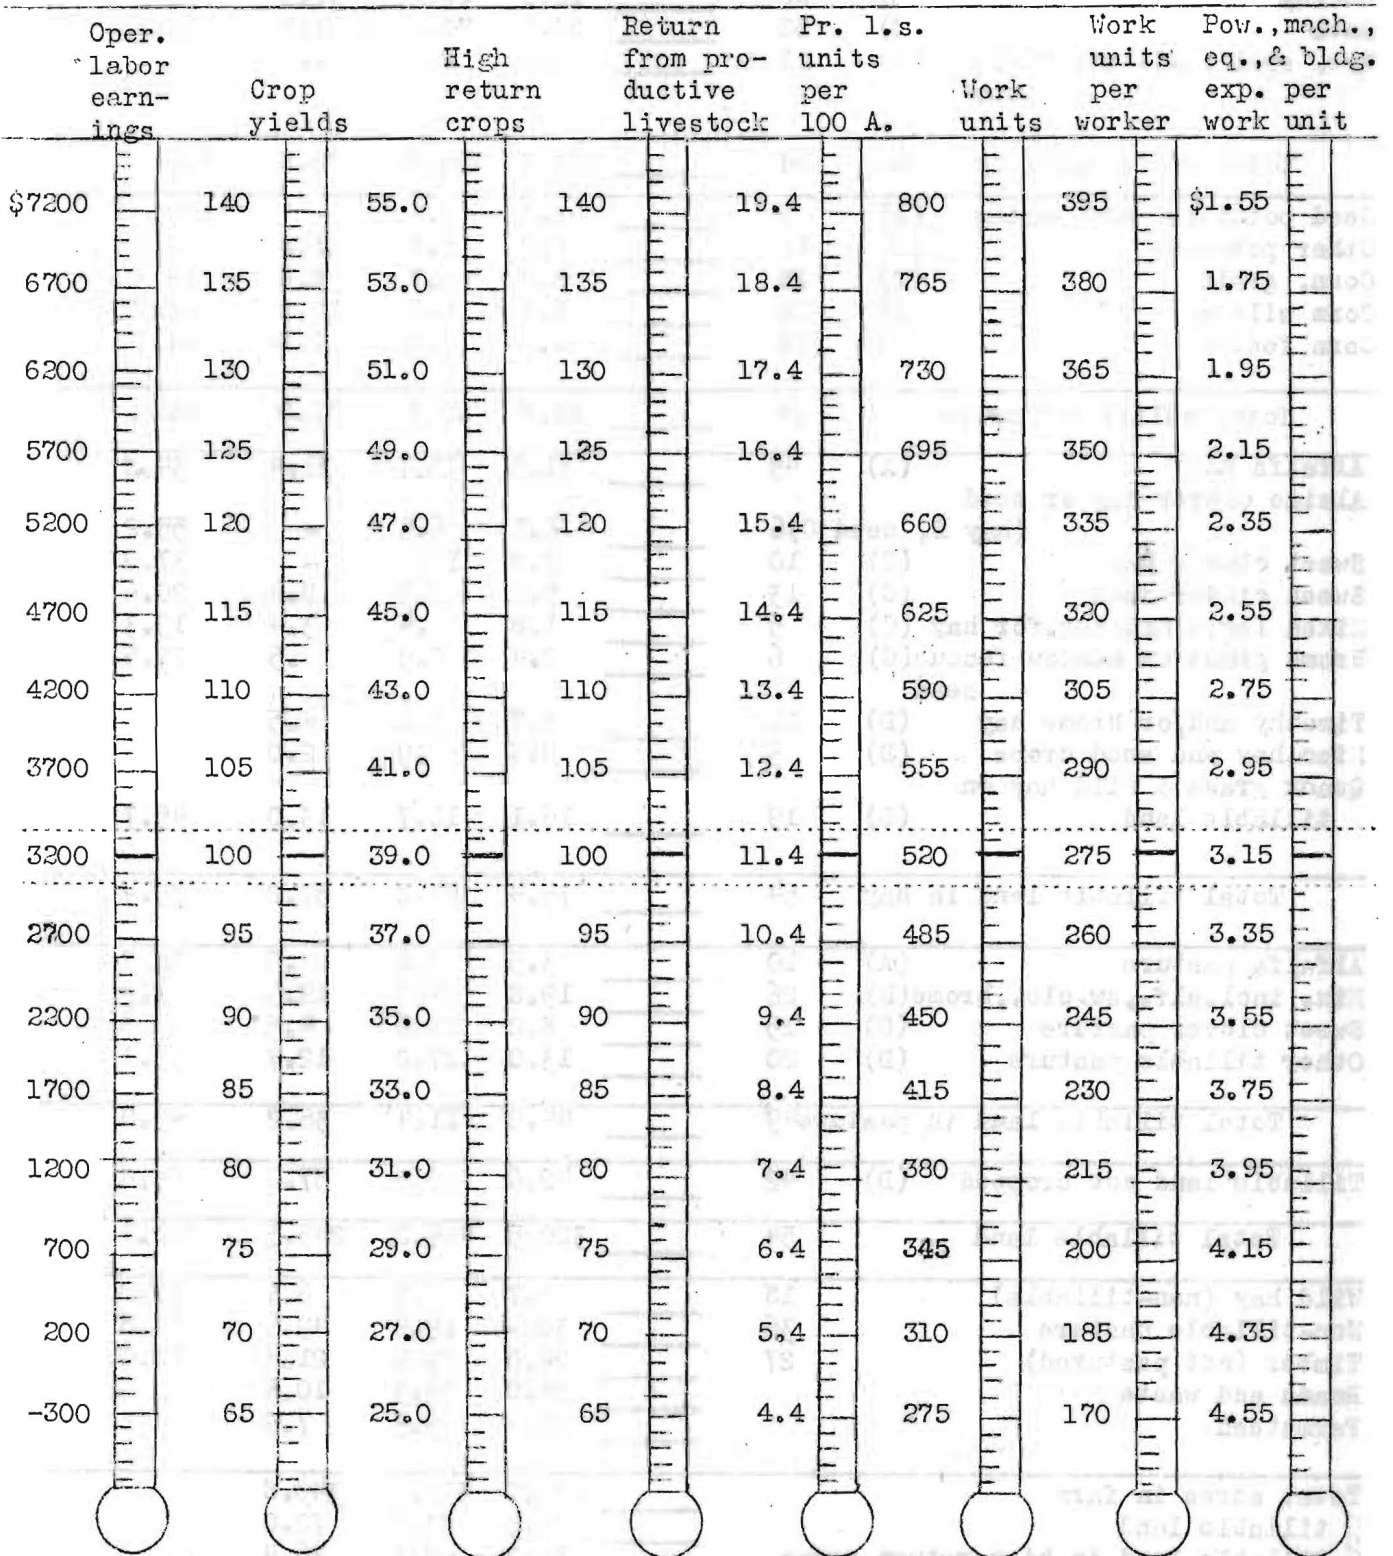 Oper. Return Pr. l.s. Work Pow.,mach.,
labor High from pro- units units eq.,& bldg.
earn- Crop return ductive per Work per exp. per
ings yields crops livestock 100 A. units worker work unit
$7200 140 55.0 140 19.4 800 395 $1.55
6700 135 53.0 135 18.4 765 380 1.75
6200 130 51.0 130 17.4 730 365 1.95
5700 125 49.0 125 16.4 695 350 2.15
5200 120 47.0 120 15.4 660 335 2.35
4700 115 45.0 115 14.4 625 320 2.55
4200 110 43.0 110 13.4 590 305 2.75
3700 105 41.0 105 12.4 555 290 2.95
3200 100 39.0 100 11.4 520 275 3.15
2700 95 37.0 95 10.4 485 260 3.35
2200 90 35.0 90 9.4 450 245 3.55
1700 85 33.0 85 8.4 415 230 3.75
1200 80 31.0 80 7.4 380 215 3.95
700 75 29.0 75 6.4 345 200 4.15
200 70 27.0 70 5.4 310 185 4.35
-300 65 25.0 65 4.4 275 170 4.55